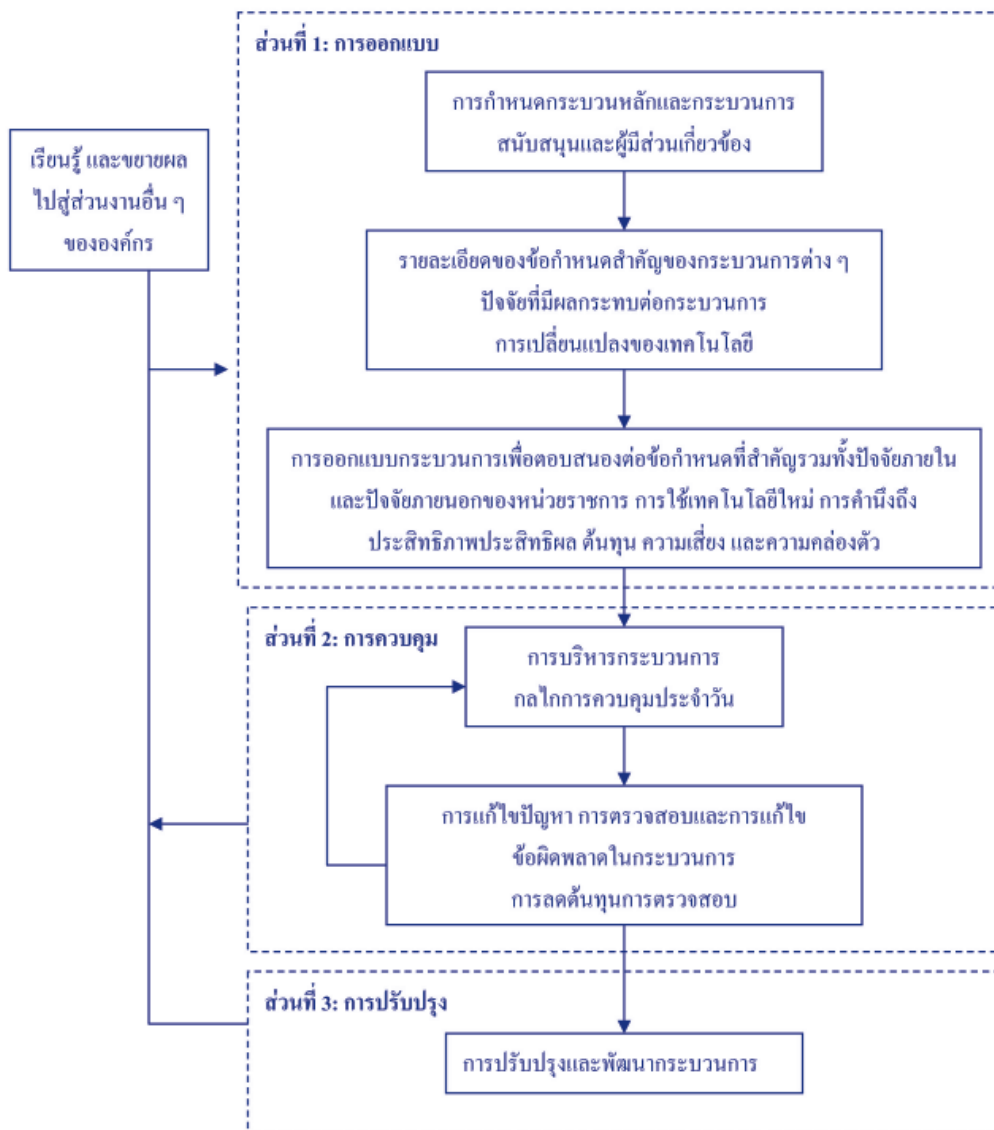 ส่วนที่ 1: การออกแบบ
การกำหนดกระบวนหลักและกระบวนการ
สนับสนุนและผู้มีส่วนเกี่ยวข้อง
เรียนรู้ และขยายผล
ไปสู่ส่วนงานอื่น ๆ
ขององค์กร
รายละเอียดของข้อกำหนดสำคัญของกระบวนการต่าง ๆ
ปัจจัยที่มีผลกระทบต่อกระบวนการ
การเปลี่ยนแปลงของเทคโนโลยี
การออกแบบกระบวนการเพื่อตอบสนองต่อข้อกำหนดที่สำคัญรวมทั้งปัจจัยภายใน
และปัจจัยภายนอกของหน่วยราชการ การใช้เทคโนโลยีใหม่ การคำนึงถึง
ประสิทธิภาพประสิทธิผล ต้นทุน ความเสี่ยง และความคล่องตัว
ส่วนที่ 2: การควบคุม
การบริหารกระบวนการ
กลไกการควบคุมประจำวัน
การแก้ไขปัญหา การตรวจสอบและการแก้ไข
ข้อผิดพลาดในกระบวนการ
การลดต้นทุนการตรวจสอบ
ส่วนที่ 3: การปรับปรุง
การปรับปรุงและพัฒนากระบวนการ